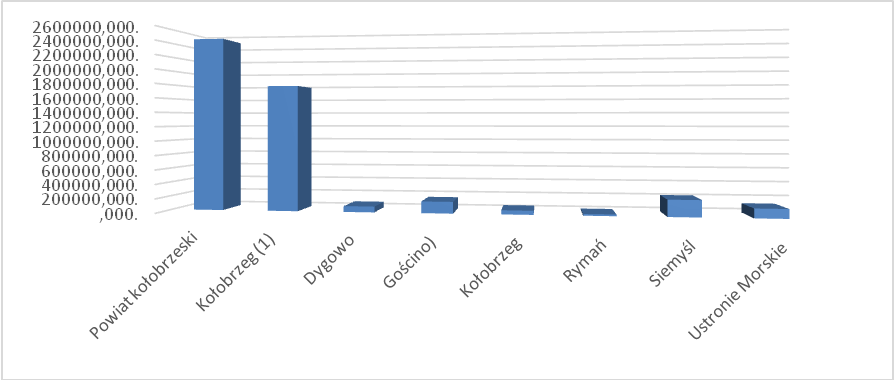 2600000,000.
2400000,000.
2200000,000.
2000000,000.
1800000,000.
1600000,000.
1400000,000.
1200000,000.
1000000,000.
800000,000.
600000,000.
400000,000.
200000,000.
,000.
Powiat kołobrzeski
Kołobrzeg (1)
Dygowo
Gościno)
Kołobrzeg
Rymań
Siemyśl
Ustronie Morskie